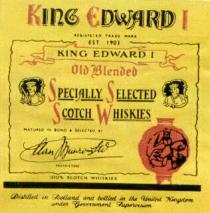 KING EDWARD I
REGISTERED TRADE MARK
EST. 1903
KING EDWARD I
Old Blended
SPECIALLY SELECTED
SCOTCH WHISKIES
MATURED IN BOND & SELECTED BY
PROPRIETORS
100% SCOTCH WHISKIES
Distilled in Scotland and bottled in the United Kingdom
under Government Supervision